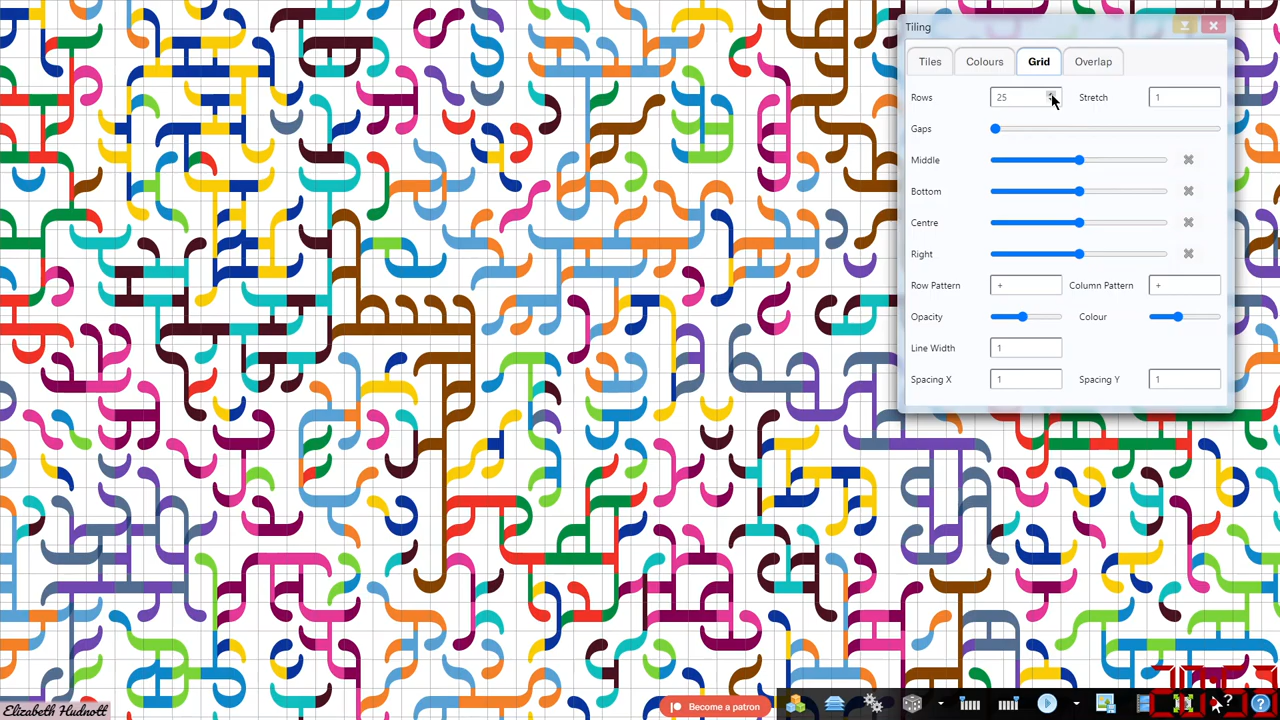 Tiling
Tiles Colours Grid Overlap
Rows 25 Stretch 1
Gaps
Middle
Bottom
Centre
Right
Row Pattern + Column Pattern +
Opacity Colour
Line Width 1
Spacing X 1 Spacing Y 1
Elizabeth Hudnott
Become a patron